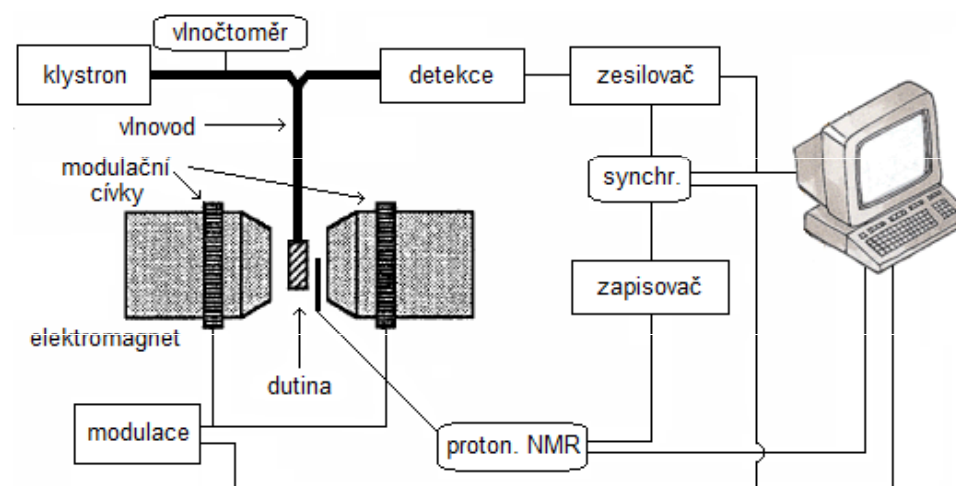 vlnočtoměr
klystron
detekce
zesilovač
vlnovod
modulační
cívky
synchr.
zapisovač
elektromagnet
dutina
modulace
proton. NMR